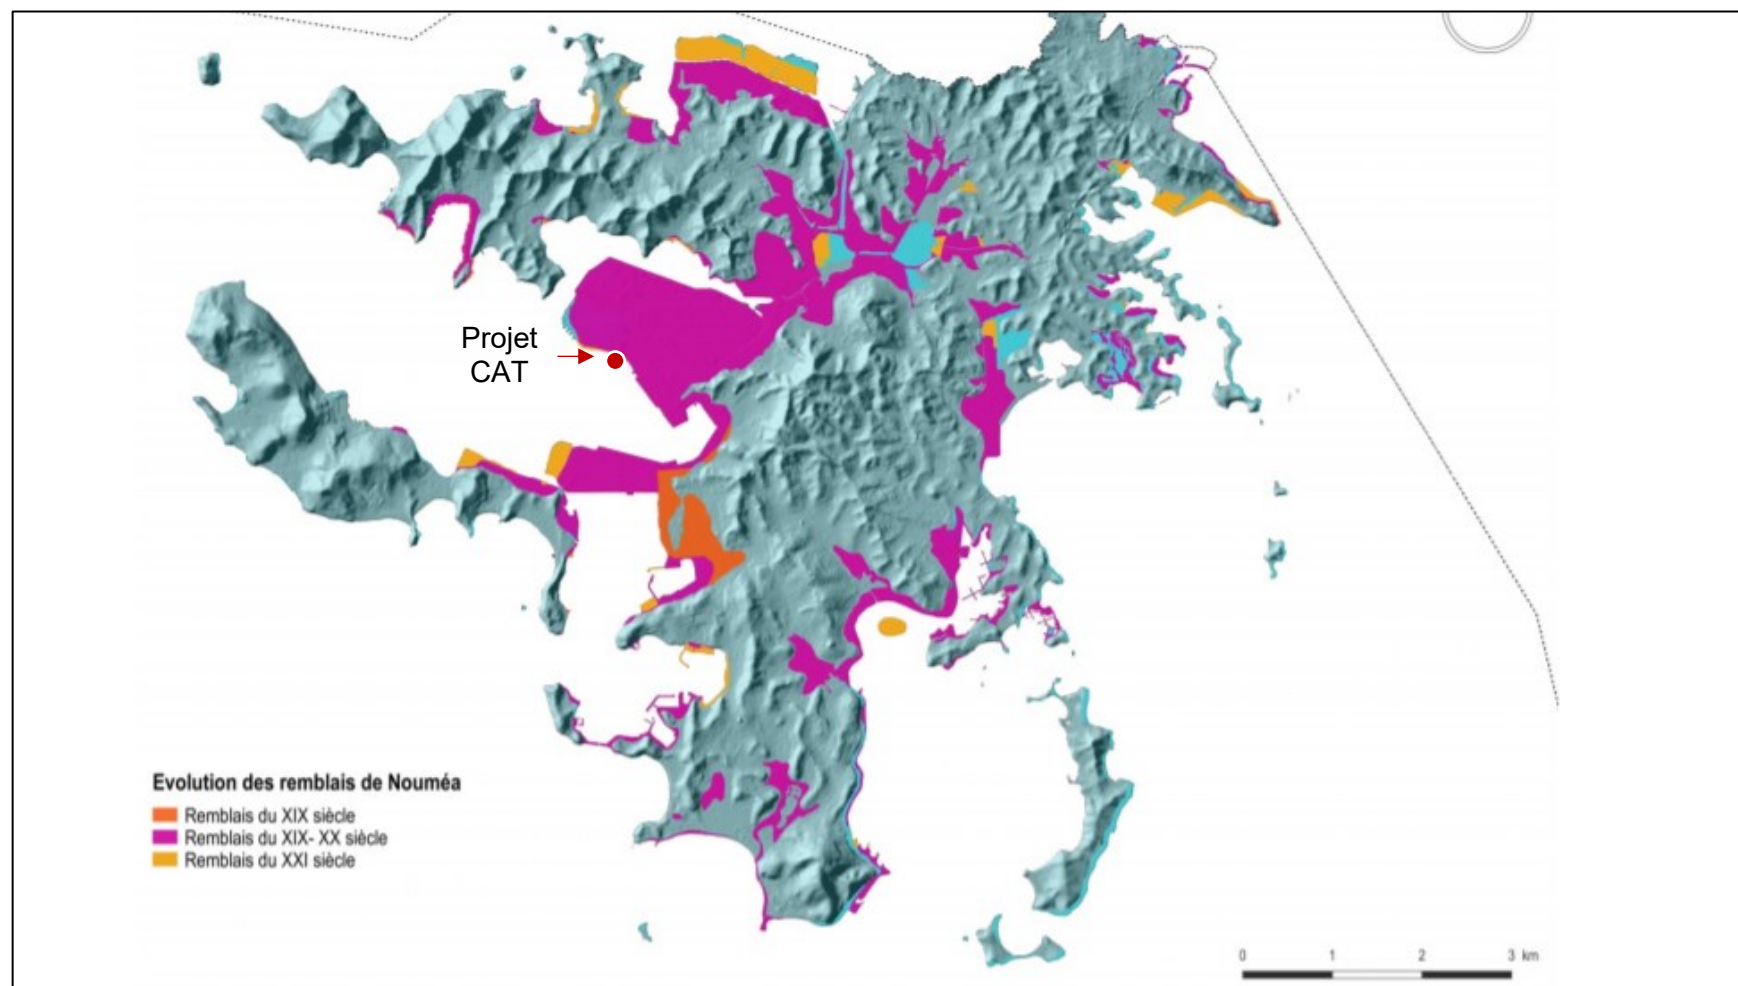 Projet
CAT
Evolution des remblais de Nouméa
Remblais du XIX siècle
Remblais du XIX- XX siècle
Remblais du XXI siècle
0 1 2 3 km